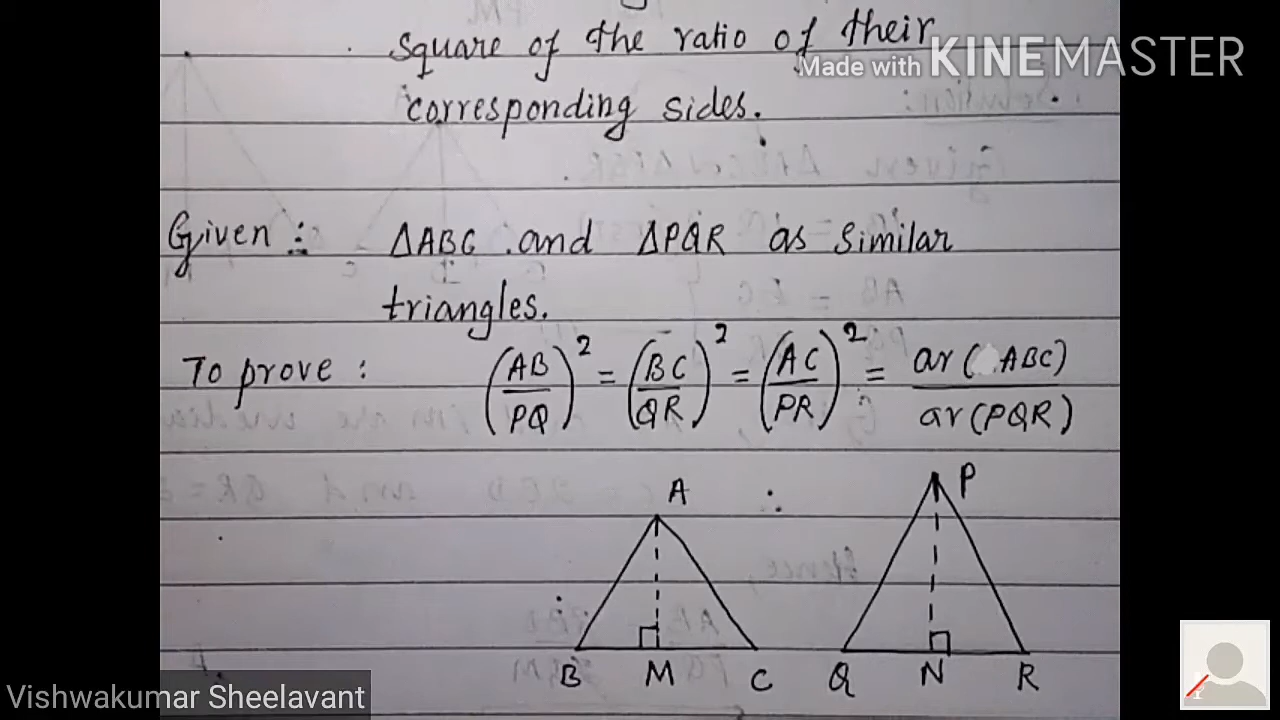 square of the ratio of their
Made with KINEMASTER
corresponding sides.
Given : ΔABC and ΔPQR as similar
triangles.
To prove : (AB/PQ)² = (BC/QR)² = (AC/PR)² = ar( ABC)/ar(PQR)
A P
B M C Q N R
Vishwakumar Sheelavant